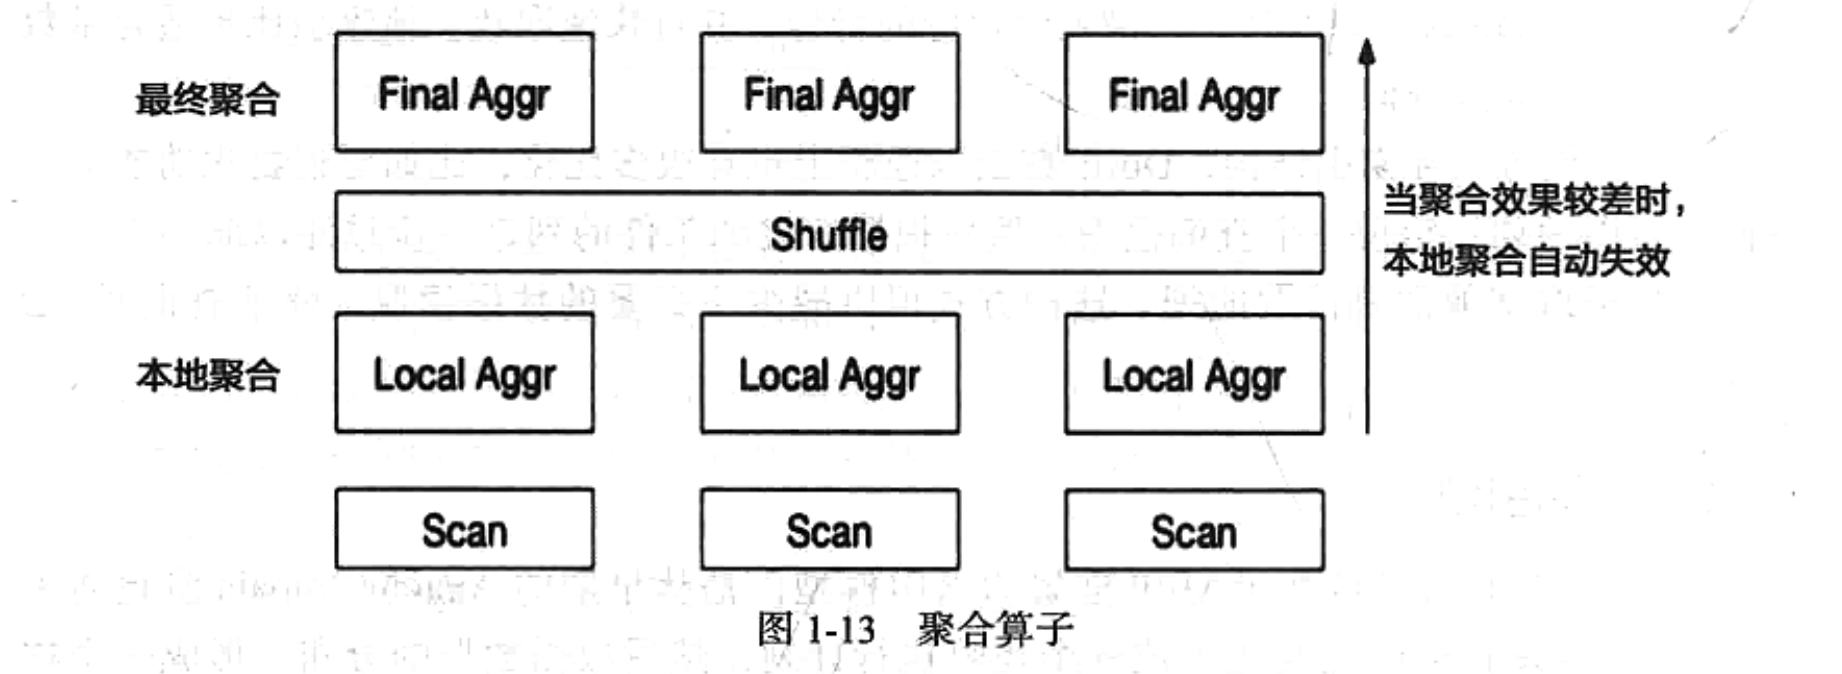 最终聚合 Final Aggr Final Aggr Final Aggr
Shuffle
当聚合效果较差时，
本地聚合自动失效
本地聚合 Local Aggr Local Aggr Local Aggr
Scan Scan Scan
图 1-13 聚合算子